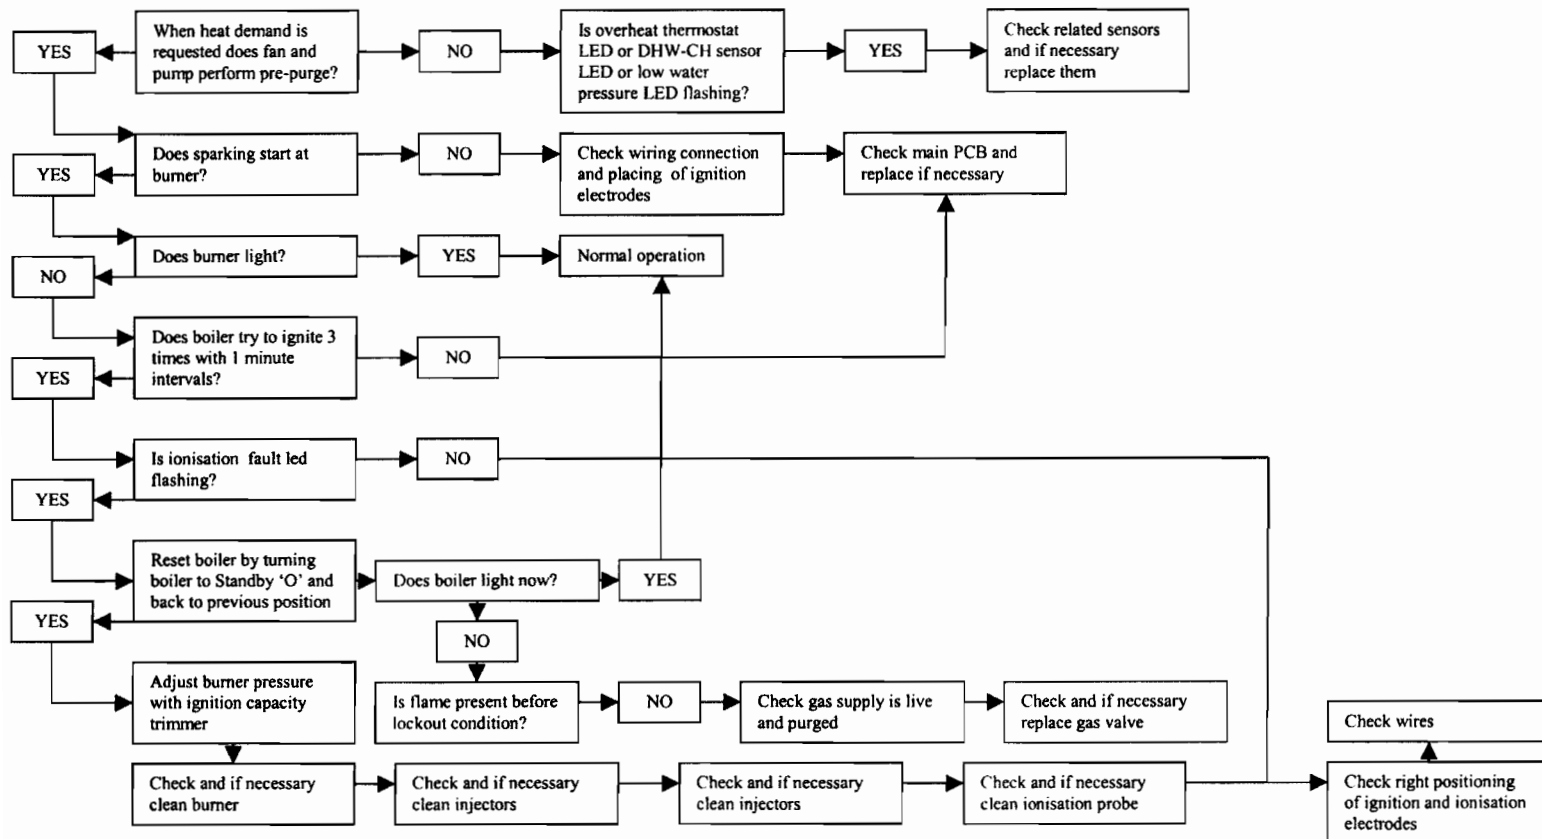 YES
When heat demand is
requested does fan and
pump perform pre-purge?
NO
Is overheat thermostat
LED or DHW-CH sensor
LED or low water
pressure LED flashing?
YES
Check related sensors
and if necessary
replace them
YES
Does sparking start at
burner?
NO
Check wiring connection
and placing of ignition
electrodes
Check main PCB and
replace if necessary
NO
Does burner light?
YES
Normal operation
YES
Does boiler try to ignite 3
times with 1 minute
intervals?
NO
YES
Is ionisation fault led
flashing?
NO
YES
Reset boiler by turning
boiler to Standby ‘O’ and
back to previous position
Does boiler light now?
YES
NO
Adjust burner pressure
with ignition capacity
trimmer
Is flame present before
lockout condition?
NO
Check gas supply is live
and purged
Check and if necessary
replace gas valve
Check wires
Check and if necessary
clean burner
Check and if necessary
clean injectors
Check and if necessary
clean injectors
Check and if necessary
clean ionisation probe
Check right positioning
of ignition and ionisation
electrodes